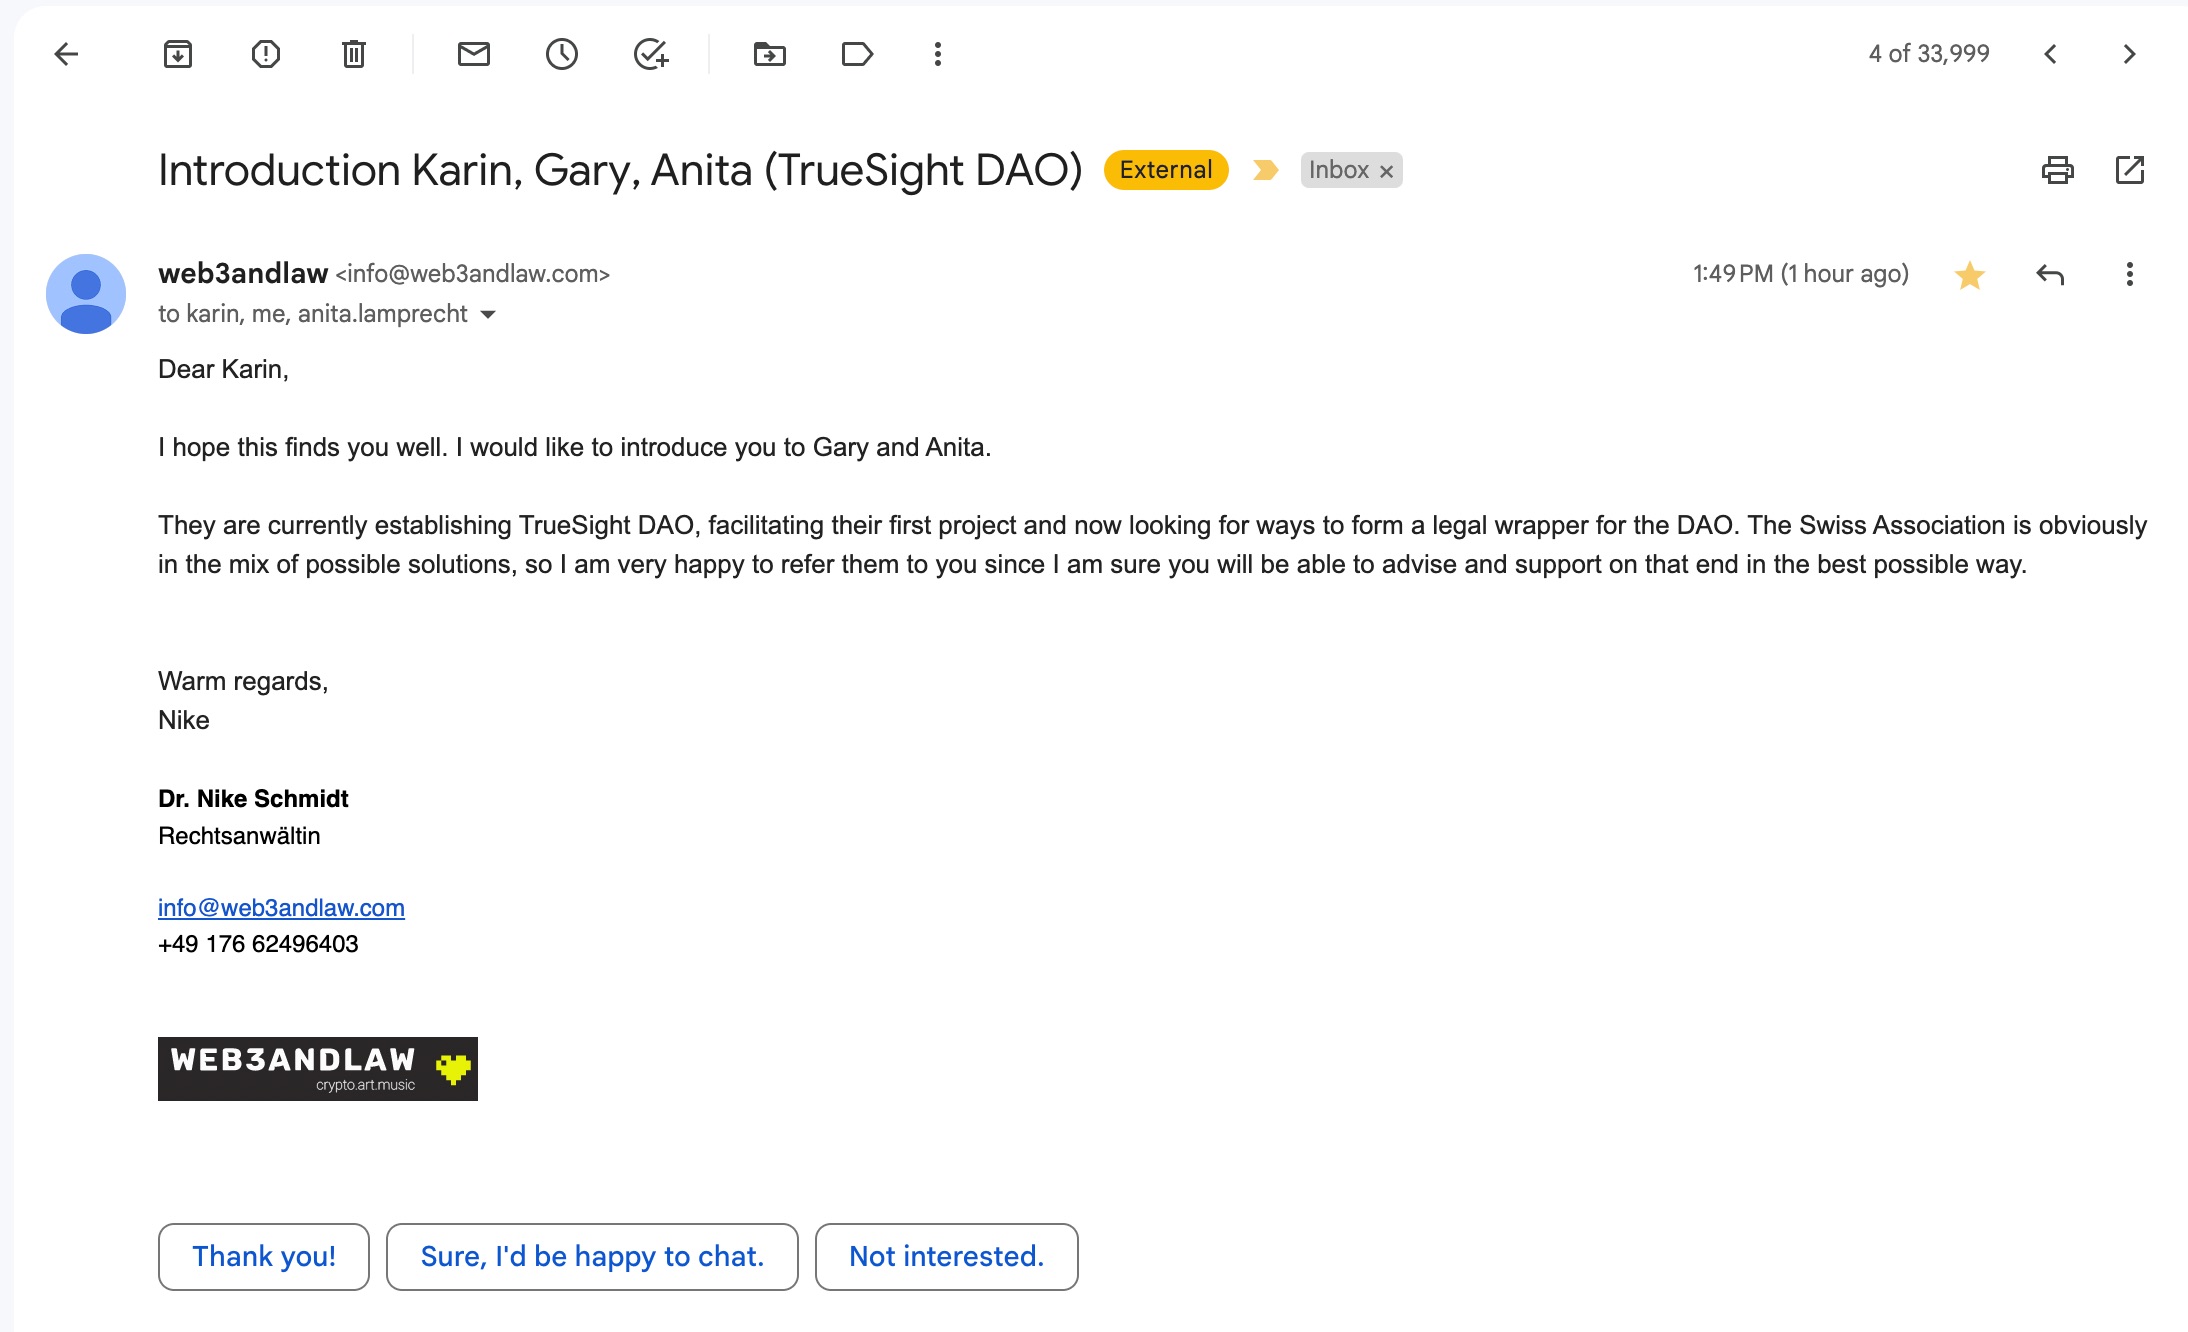 4 of 33,999
Introduction Karin, Gary, Anita (TrueSight DAO) External Inbox ×
web3andlaw <info@web3andlaw.com> 1:49 PM (1 hour ago)
to karin, me, anita.lamprecht
Dear Karin,
I hope this finds you well. I would like to introduce you to Gary and Anita.
They are currently establishing TrueSight DAO, facilitating their first project and now looking for ways to form a legal wrapper for the DAO. The Swiss Association is obviously
in the mix of possible solutions, so I am very happy to refer them to you since I am sure you will be able to advise and support on that end in the best possible way.
Warm regards,
Nike
Dr. Nike Schmidt
Rechtsanwältin
info@web3andlaw.com
+49 176 62496403
WEB3ANDLAW
crypto.art.music
Thank you! Sure, I'd be happy to chat. Not interested.